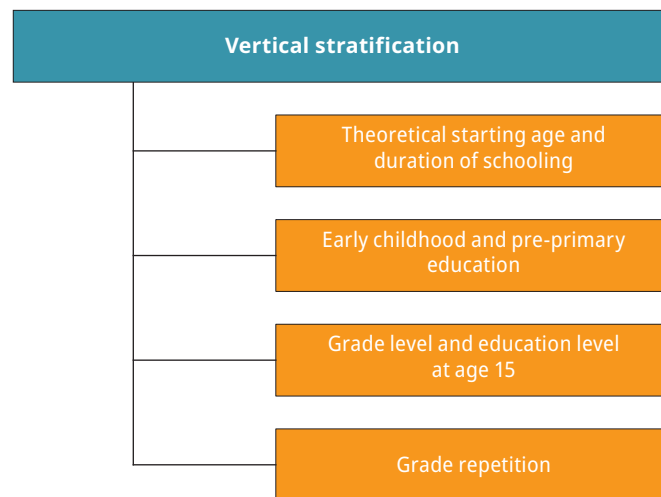 Vertical stratification
Theoretical starting age and
duration of schooling
Early childhood and pre-primary
education
Grade level and education level
at age 15
Grade repetition